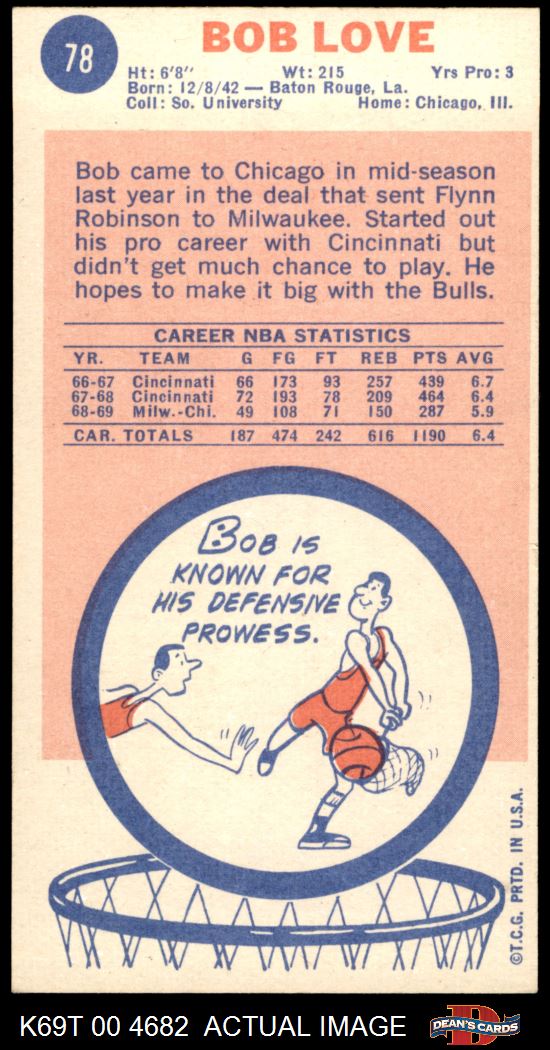 78
BOB LOVE
Ht: 6'8" Wt: 215 Yrs Pro: 3
Born: 12/8/42 — Baton Rouge, La.
Coll: So. University Home: Chicago, Ill.
Bob came to Chicago in mid-season
last year in the deal that sent Flynn
Robinson to Milwaukee. Started out
his pro career with Cincinnati but
didn't get much chance to play. He
hopes to make it big with the Bulls.
CAREER NBA STATISTICS
YR. TEAM G FG FT REB PTS AVG
66-67 Cincinnati 66 173 93 257 439 6.7
67-68 Cincinnati 72 193 78 209 464 6.4
68-69 Milw.-Chi. 49 108 71 150 287 5.9
CAR. TOTALS 187 474 242 616 1190 6.4
BOB IS
KNOWN FOR
HIS DEFENSIVE
PROWESS.
©T.C.G. PRTD. IN U.S.A.
K69T 00 4682 ACTUAL IMAGE
D
DEAN'S CARDS